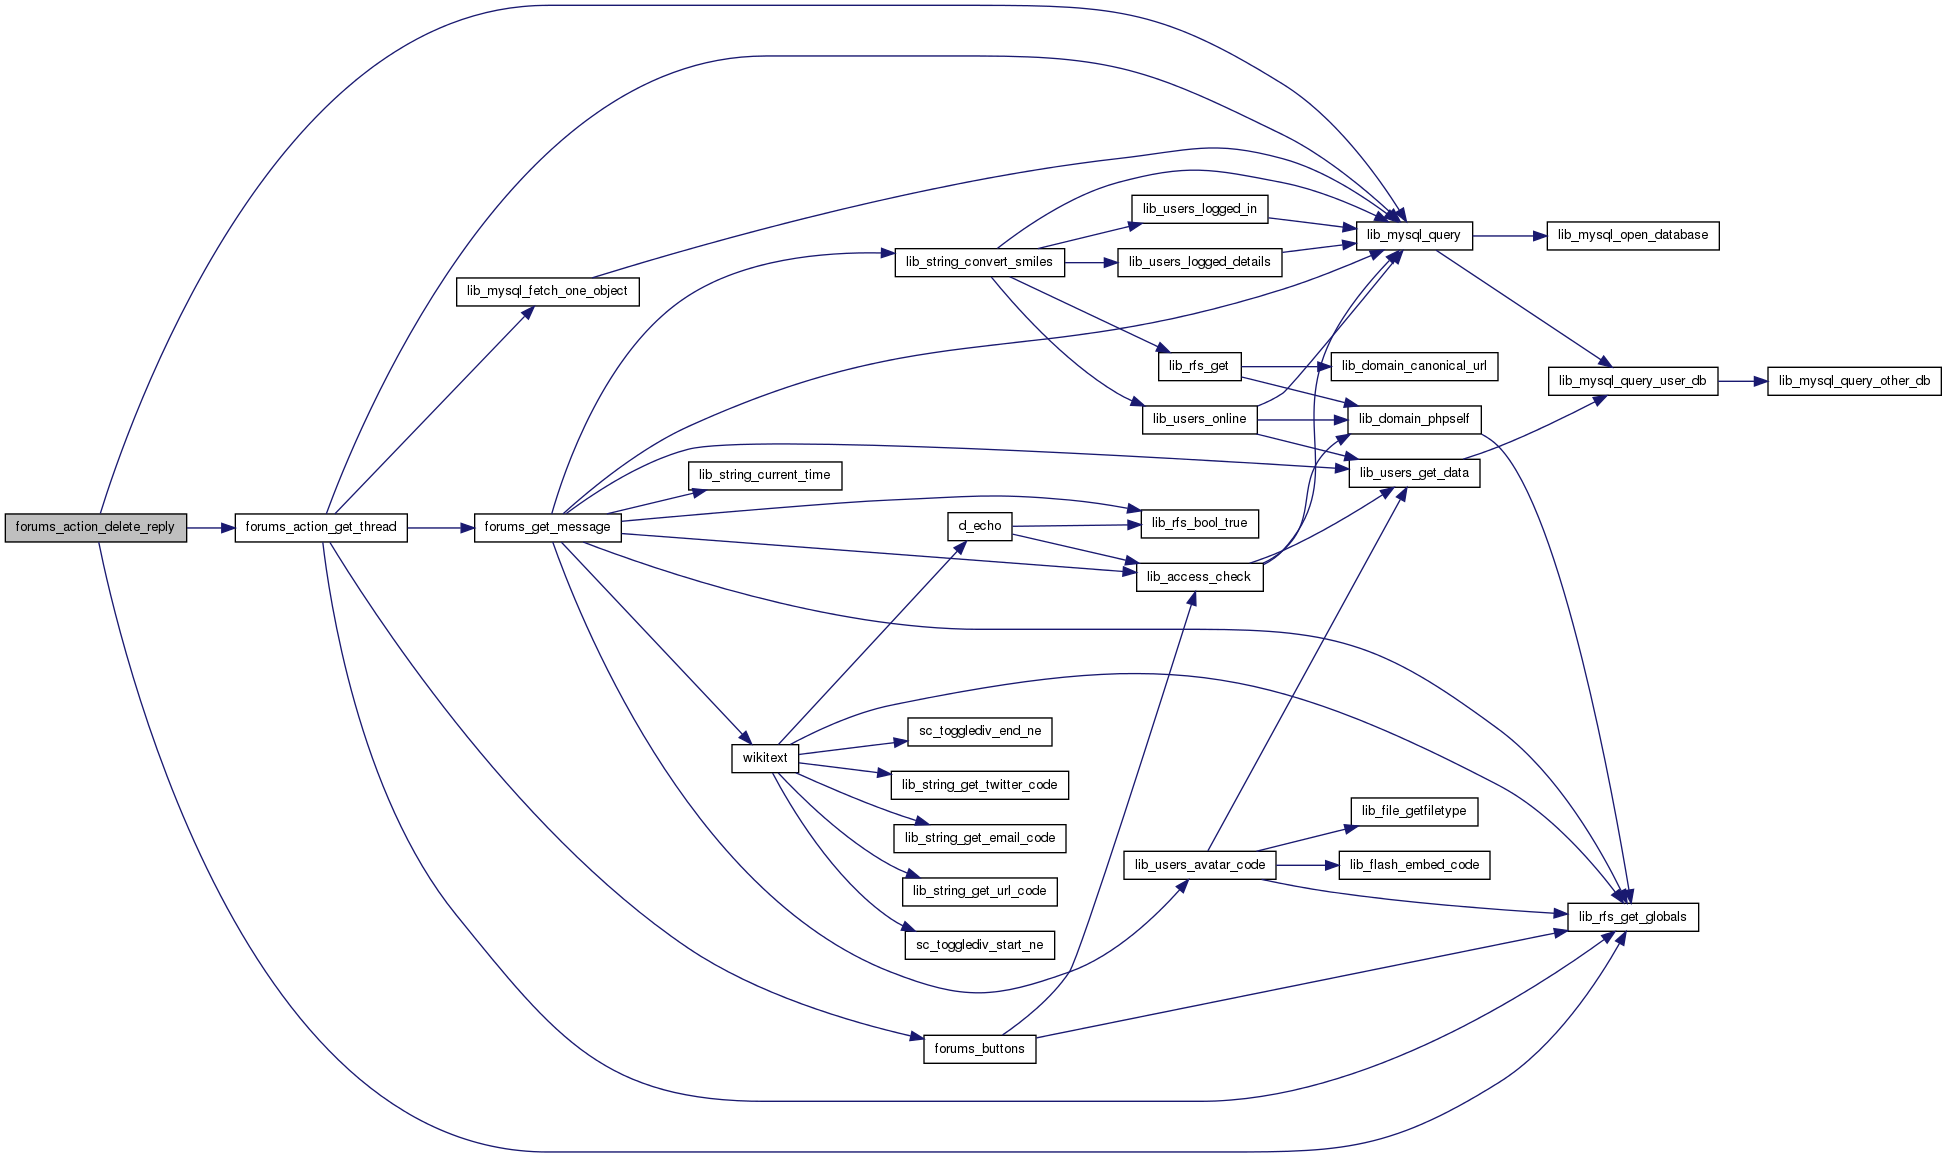 forums_action_delete_reply
forums_action_get_thread
lib_mysql_fetch_one_object
forums_get_message
lib_string_current_time
wikitext
lib_string_convert_smiles
d_echo
sc_togglediv_end_ne
lib_string_get_twitter_code
lib_string_get_email_code
lib_string_get_url_code
sc_togglediv_start_ne
forums_buttons
lib_users_logged_in
lib_users_logged_details
lib_rfs_get
lib_users_online
lib_rfs_bool_true
lib_access_check
lib_users_avatar_code
lib_mysql_query
lib_domain_canonical_url
lib_domain_phpself
lib_users_get_data
lib_file_getfiletype
lib_flash_embed_code
lib_mysql_open_database
lib_mysql_query_user_db
lib_rfs_get_globals
lib_mysql_query_other_db